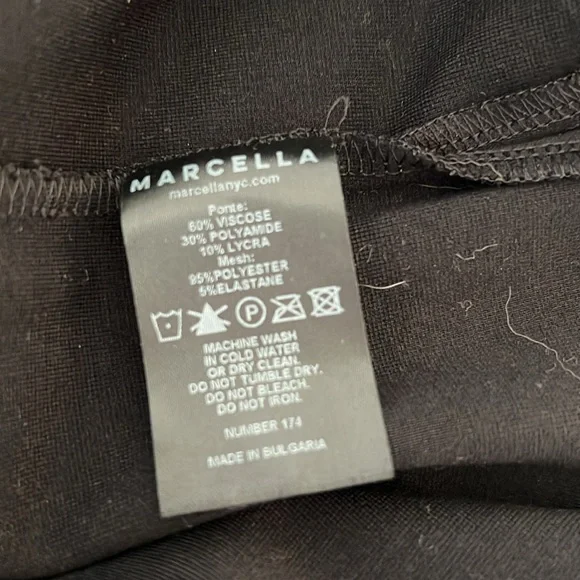 MARCELLA
marcellanyc.com
Ponte:
60% VISCOSE
30% POLYAMIDE
10% LYCRA
Mesh:
95%POLYESTER
5%ELASTANE
P
MACHINE WASH
IN COLD WATER
OR DRY CLEAN.
DO NOT TUMBLE DRY.
DO NOT BLEACH.
DO NOT IRON.
NUMBER 174
MADE IN BULGARIA